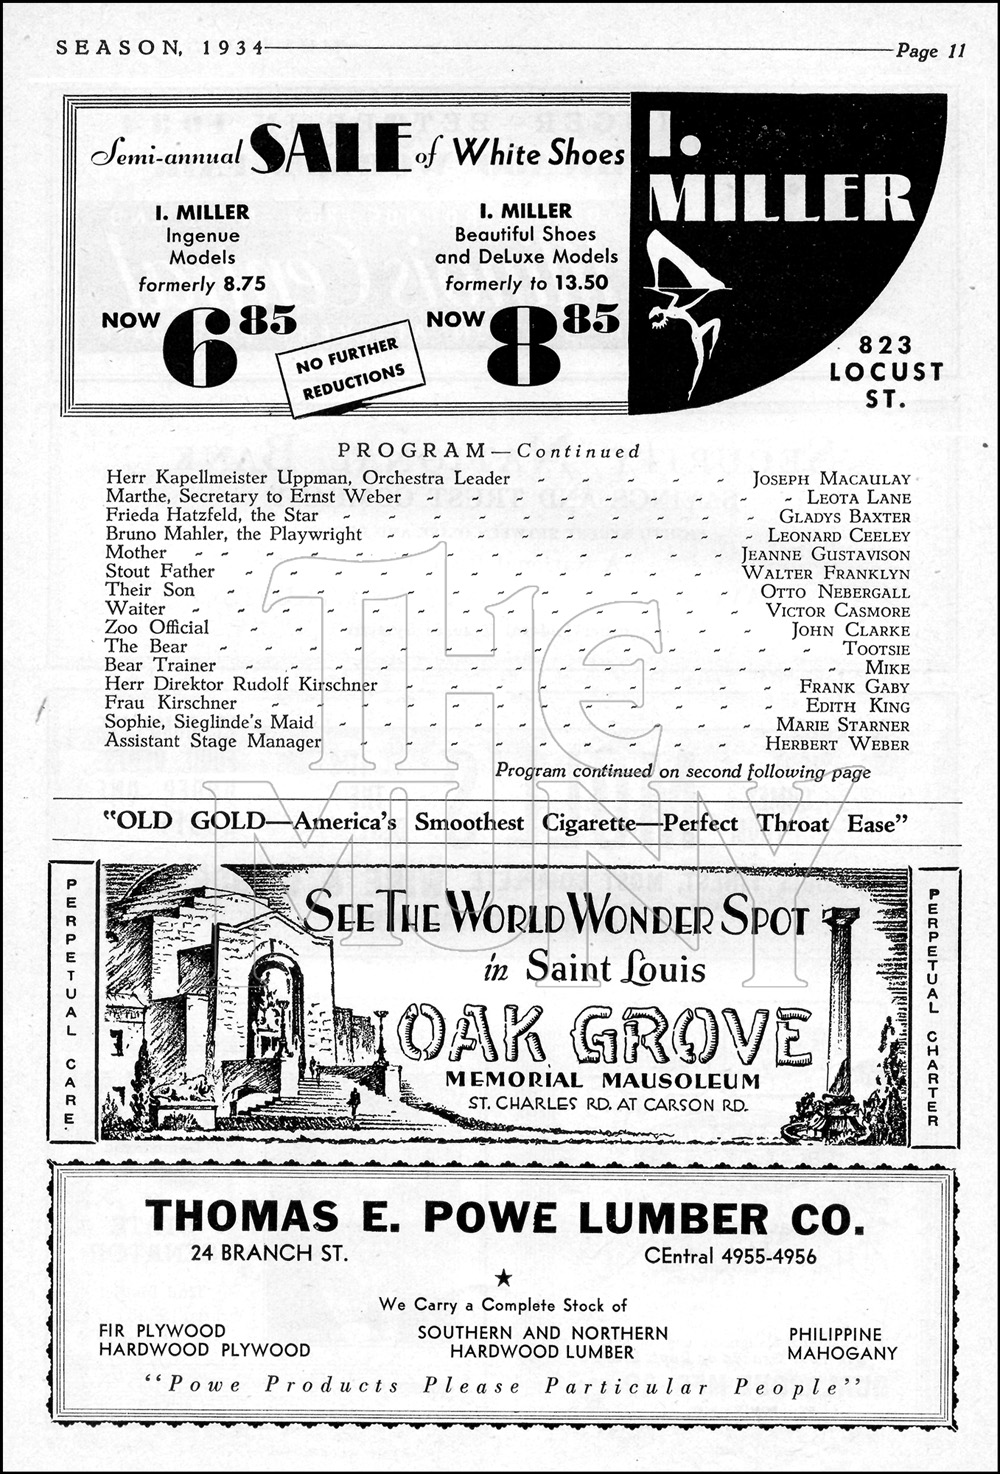 SEASON, 1934 Page 11
Semi-annual SALE of White Shoes
I. MILLER
Ingenue
Models
formerly 8.75
NOW 6 85
I. MILLER
Beautiful Shoes
and DeLuxe Models
formerly to 13.50
NOW 8 85
NO FURTHER
REDUCTIONS
I.
MILLER
823
LOCUST
ST.
PROGRAM—Continued
Herr Kapellmeister Uppman, Orchestra Leader - - - - - JOSEPH MACAULAY
Marthe, Secretary to Ernst Weber - - - - - LEOTA LANE
Frieda Hatzfeld, the Star - - - - - GLADYS BAXTER
Bruno Mahler, the Playwright - - - - - LEONARD CEELEY
Mother - - - - - JEANNE GUSTAVISON
Stout Father - - - - - WALTER FRANKLYN
Their Son - - - - - OTTO NEBERGALL
Waiter - - - - - VICTOR CASMORE
Zoo Official - - - - - JOHN CLARKE
The Bear - - - - - TOOTSIE
Bear Trainer - - - - - MIKE
Herr Direktor Rudolf Kirschner - - - - - FRANK GABY
Frau Kirschner - - - - - EDITH KING
Sophie, Sieglinde's Maid - - - - - MARIE STARNER
Assistant Stage Manager - - - - - HERBERT WEBER
Program continued on second following page
THE
MUNY
"OLD GOLD—America's Smoothest Cigarette—Perfect Throat Ease"
PERPETUAL CARE
SEE THE WORLD WONDER SPOT
in Saint Louis
OAK GROVE
MEMORIAL MAUSOLEUM
ST. CHARLES RD. AT CARSON RD.
PERPETUAL CHARTER
THOMAS E. POWE LUMBER CO.
24 BRANCH ST. CEntral 4955-4956
We Carry a Complete Stock of
FIR PLYWOOD
HARDWOOD PLYWOOD
SOUTHERN AND NORTHERN
HARDWOOD LUMBER
PHILIPPINE
MAHOGANY
"Powe Products Please Particular People"